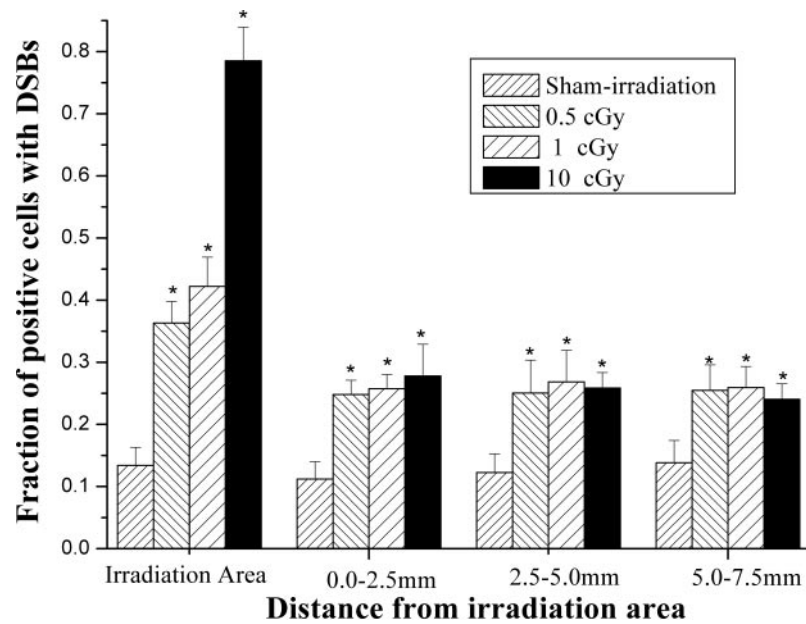 Fraction of positive cells with DSBs
0.8
0.7
0.6
0.5
0.4
0.3
0.2
0.1
0.0
*
*
*
*
*
*
*
*
*
*
*
*
Sham-irradiation
0.5 cGy
1 cGy
10 cGy
Irradiation Area
0.0-2.5mm
2.5-5.0mm
5.0-7.5mm
Distance from irradiation area